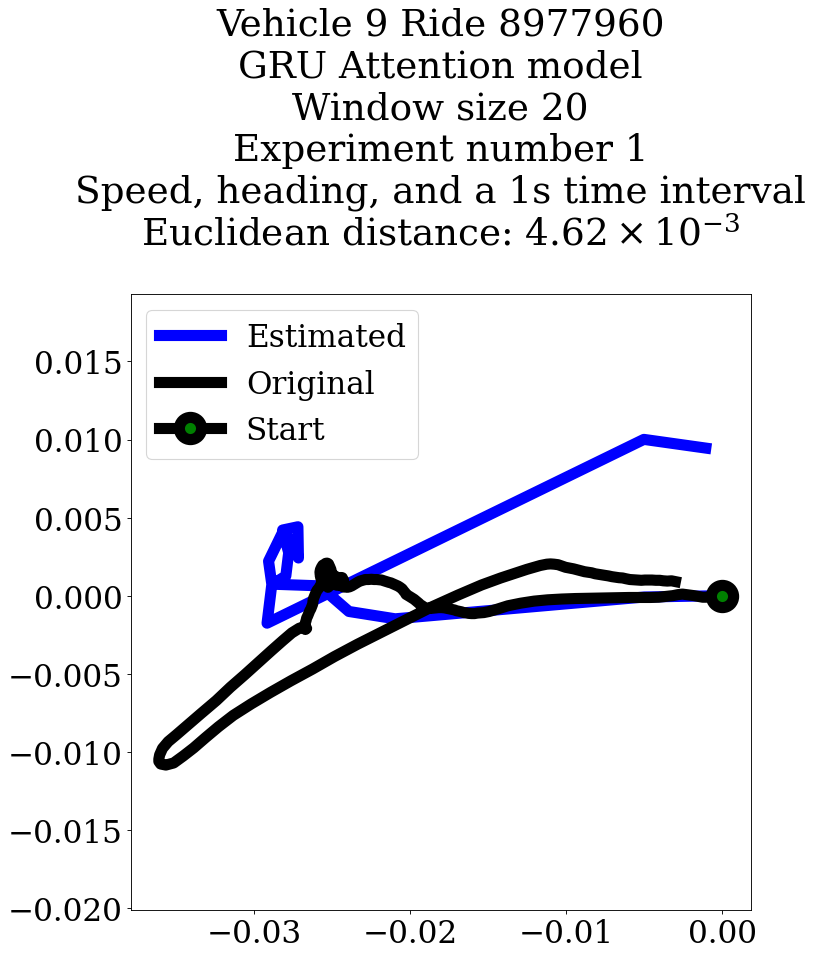 Vehicle 9 Ride 8977960
GRU Attention model
Window size 20
Experiment number 1
Speed, heading, and a 1s time interval
Euclidean distance: 4.62 × 10⁻³
Estimated
Original
Start
0.015
0.010
0.005
0.000
−0.005
−0.010
−0.015
−0.020
−0.03
−0.02
−0.01
0.00